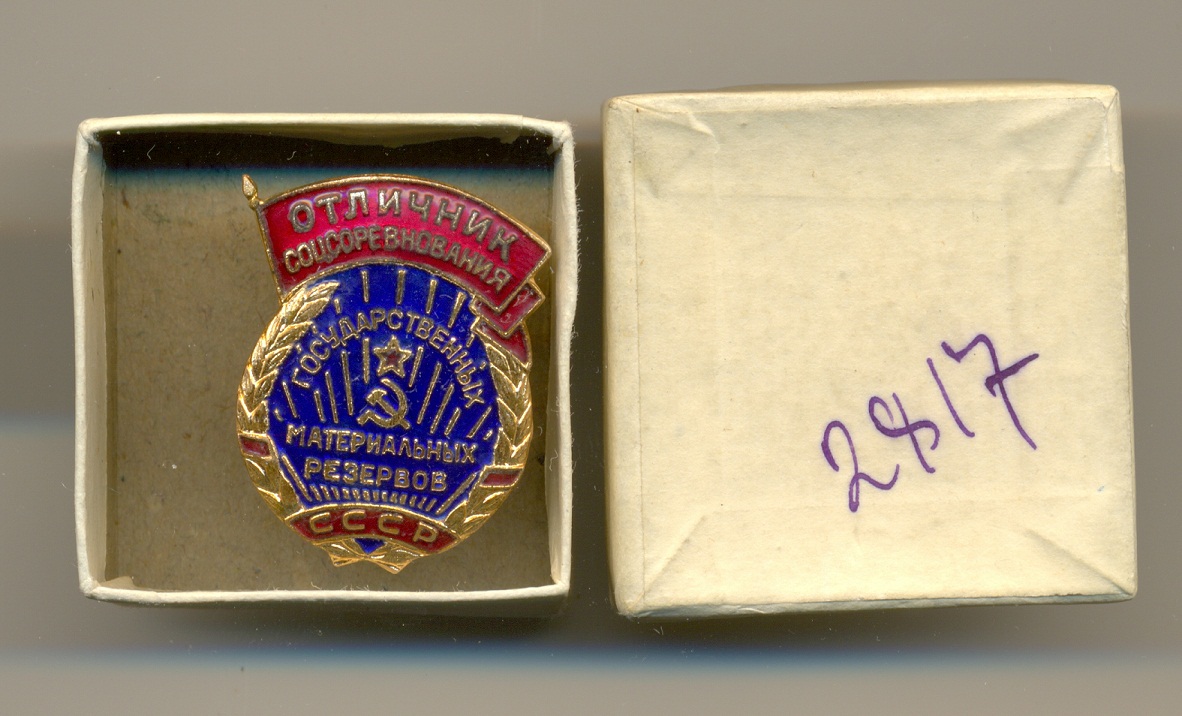 ОТЛИЧНИК
СОЦСОРЕВНОВАНИЯ
ГОСУДАРСТВЕННЫХ
МАТЕРИАЛЬНЫХ
РЕЗЕРВОВ
СССР
2817